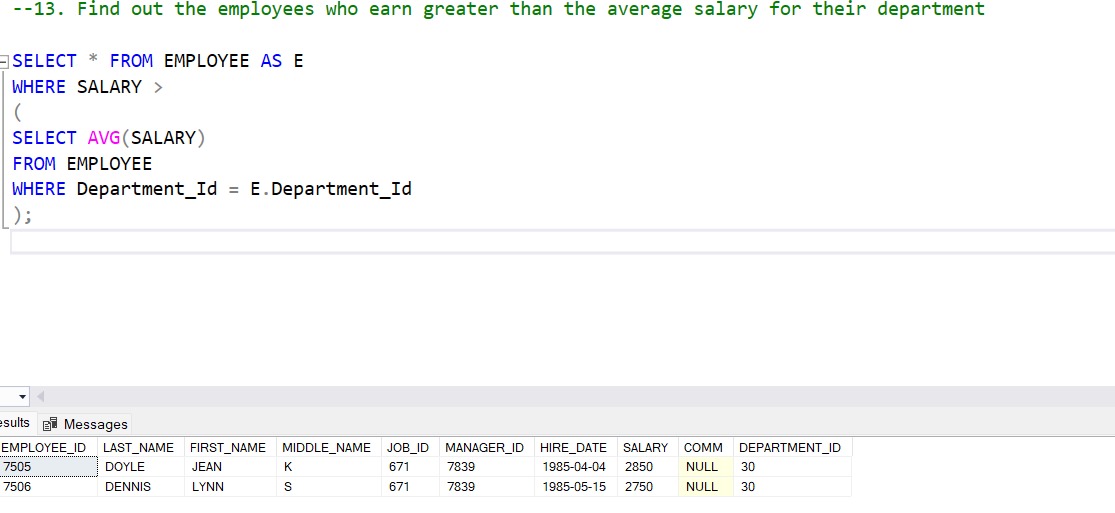 --13. Find out the employees who earn greater than the average salary for their department
SELECT * FROM EMPLOYEE AS E
WHERE SALARY >
(
SELECT AVG(SALARY)
FROM EMPLOYEE
WHERE Department_Id = E.Department_Id
);
esults Messages
EMPLOYEE_ID LAST_NAME FIRST_NAME MIDDLE_NAME JOB_ID MANAGER_ID HIRE_DATE SALARY COMM DEPARTMENT_ID
7505 DOYLE JEAN K 671 7839 1985-04-04 2850 NULL 30
7506 DENNIS LYNN S 671 7839 1985-05-15 2750 NULL 30